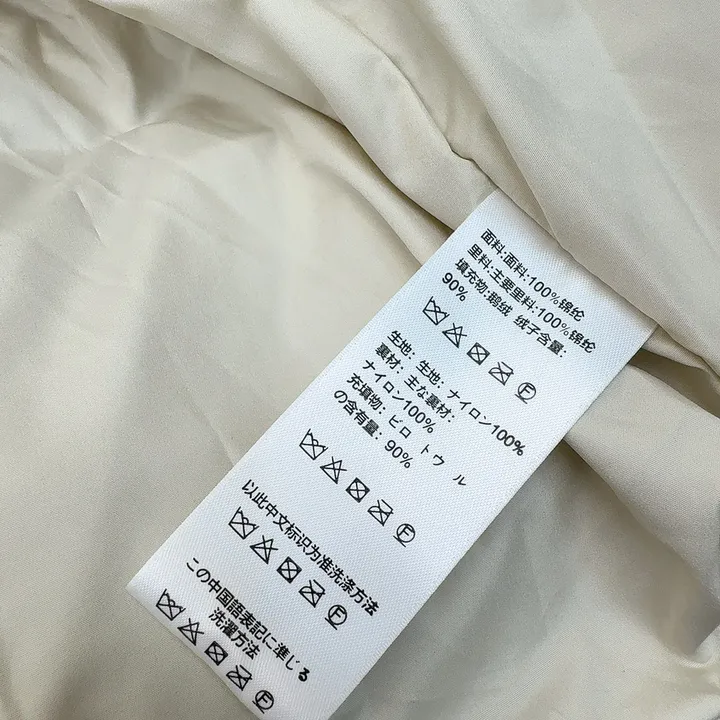 面料:面料:100%锦纶
里料:主要里料:100%锦纶
填充物:鹅绒 绒子含量:
90%
生地: 生地: ナイロン100%
裏材: 主な裏材:
ナイロン100%
充填物: ピロ トウ ル
の含有量: 90%
以此中文标识为准洗涤方法
この中国語表記に準じる
洗濯方法